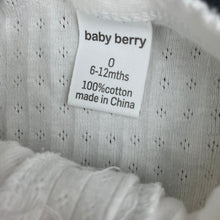 baby berry
0
6-12mths
100%cotton
made in China